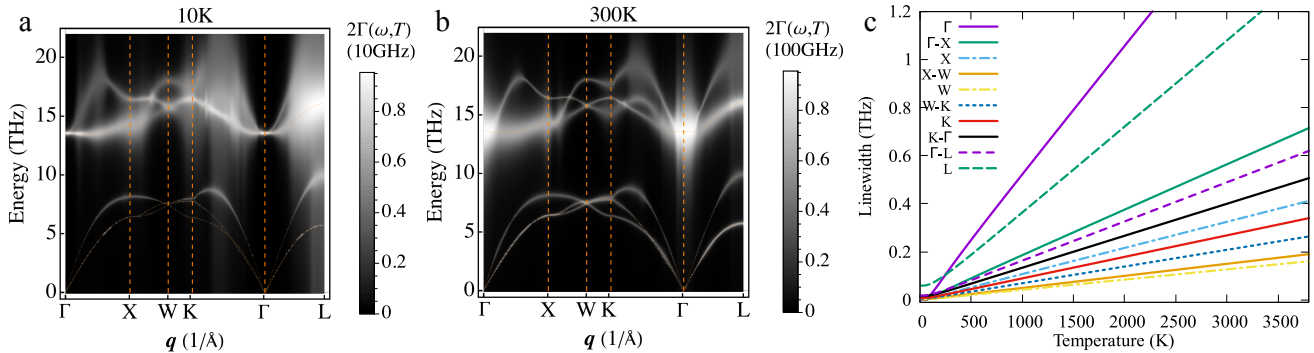 a
10K
20
15
10
5
0
Energy (THz)
Γ
X
W
K
Γ
L
q (1/Å)
2Γ(ω,T)
(10GHz)
0.8
0.6
0.4
0.2
0
b
300K
20
15
10
5
0
Energy (THz)
Γ
X
W
K
Γ
L
q (1/Å)
2Γ(ω,T)
(100GHz)
0.8
0.6
0.4
0.2
0
c
1.2
1
0.8
0.6
0.4
0.2
0
Linewidth (THz)
Γ
Γ-X
X
X-W
W
W-K
K
K-Γ
Γ-L
L
0 500 1000 1500 2000 2500 3000 3500
Temperature (K)